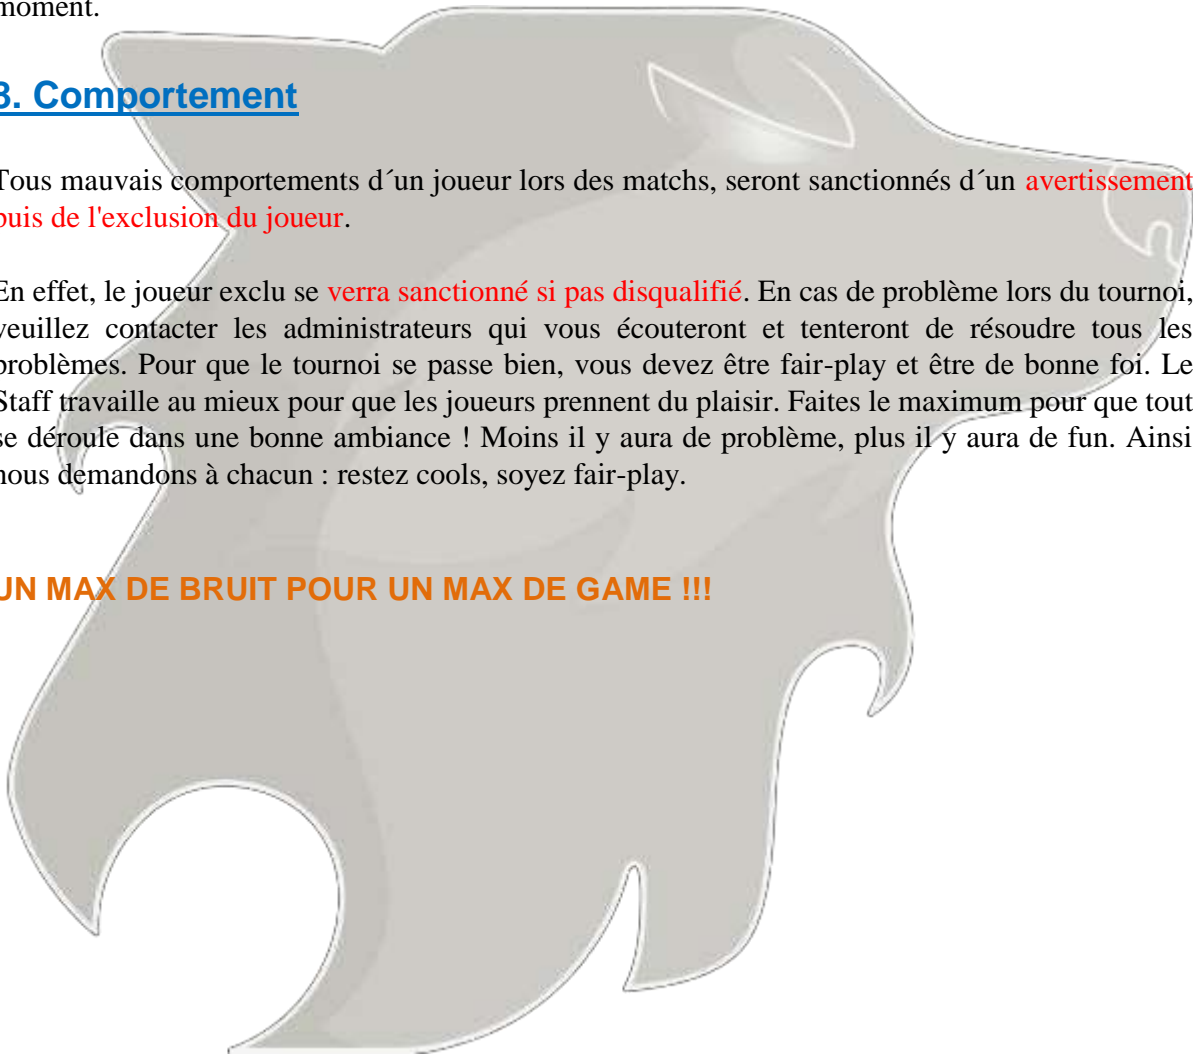 moment.
3. Comportement
Tous mauvais comportements d´un joueur lors des matchs, seront sanctionnés d´un avertissement
puis de l'exclusion du joueur.
En effet, le joueur exclu se verra sanctionné si pas disqualifié. En cas de problème lors du tournoi,
veuillez contacter les administrateurs qui vous écouteront et tenteront de résoudre tous les
problèmes. Pour que le tournoi se passe bien, vous devez être fair-play et être de bonne foi. Le
Staff travaille au mieux pour que les joueurs prennent du plaisir. Faites le maximum pour que tout
se déroule dans une bonne ambiance ! Moins il y aura de problème, plus il y aura de fun. Ainsi
nous demandons à chacun : restez cools, soyez fair-play.
UN MAX DE BRUIT POUR UN MAX DE GAME !!!